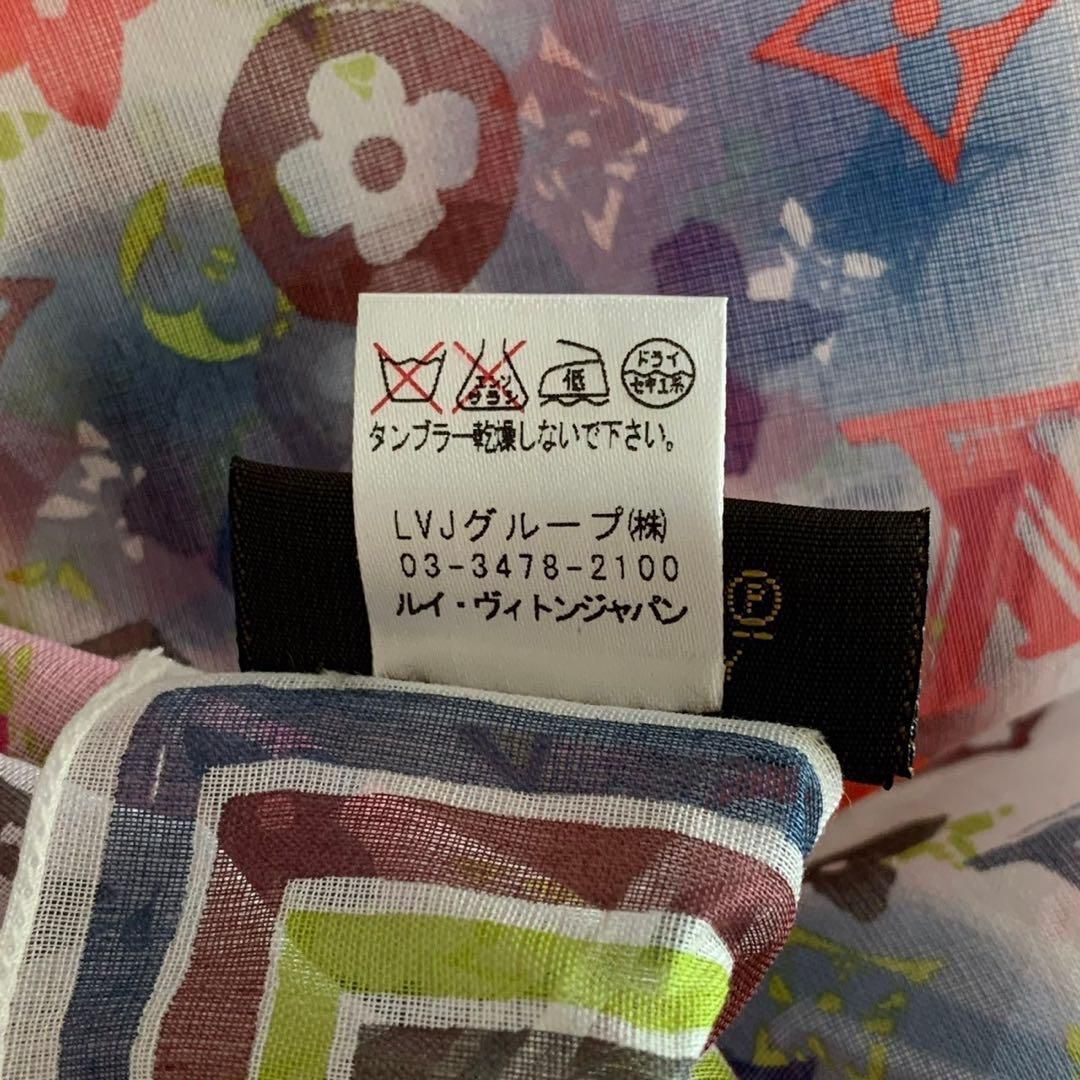 エンソ
サラシ
低
ドライ
セキユ系
タンブラー乾燥しないで下さい。
LVJグループ(株)
03-3478-2100
ルイ・ヴィトンジャパン